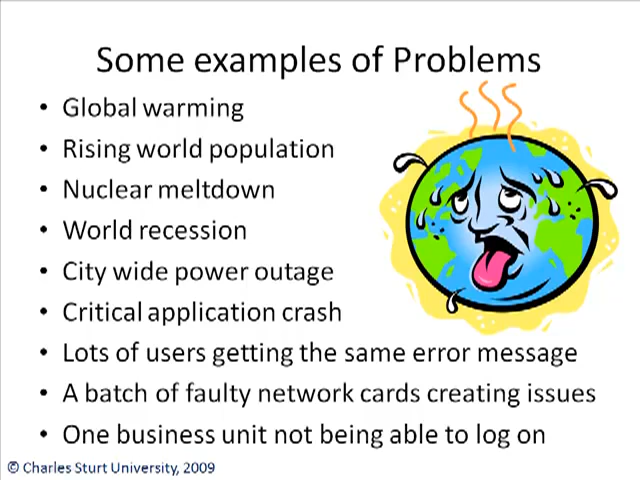 Some examples of Problems
• Global warming
• Rising world population
• Nuclear meltdown
• World recession
• City wide power outage
• Critical application crash
• Lots of users getting the same error message
• A batch of faulty network cards creating issues
• One business unit not being able to log on
© Charles Sturt University, 2009